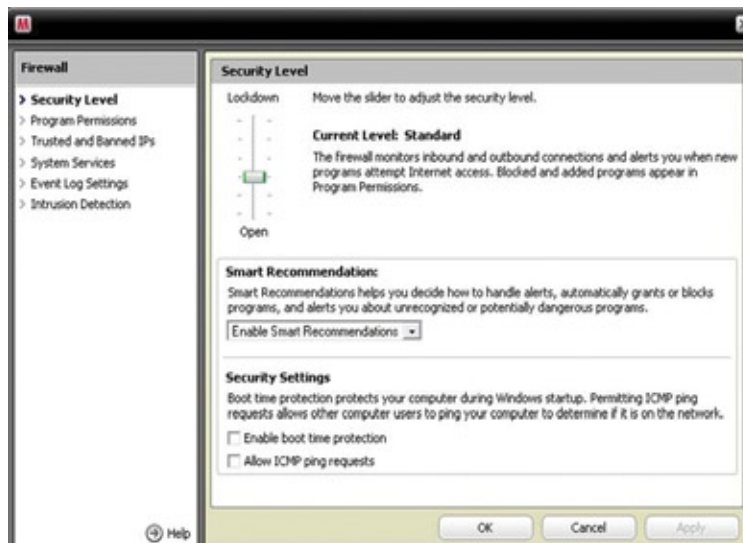 M
Firewall
> Security Level
> Program Permissions
> Trusted and Banned IPs
> System Services
> Event Log Settings
> Intrusion Detection
Help
Security Level
Lockdown
Open
Move the slider to adjust the security level.
Current Level: Standard
The firewall monitors inbound and outbound connections and alerts you when new
programs attempt Internet access. Blocked and added programs appear in
Program Permissions.
Smart Recommendation:
Smart Recommendations helps you decide how to handle alerts, automatically grants or blocks
programs, and alerts you about unrecognized or potentially dangerous programs.
Enable Smart Recommendations
Security Settings
Boot time protection protects your computer during Windows startup. Permitting ICMP ping
requests allows other computer users to ping your computer to determine if it is on the network.
Enable boot time protection
Allow ICMP ping requests
OK
Cancel
Apply